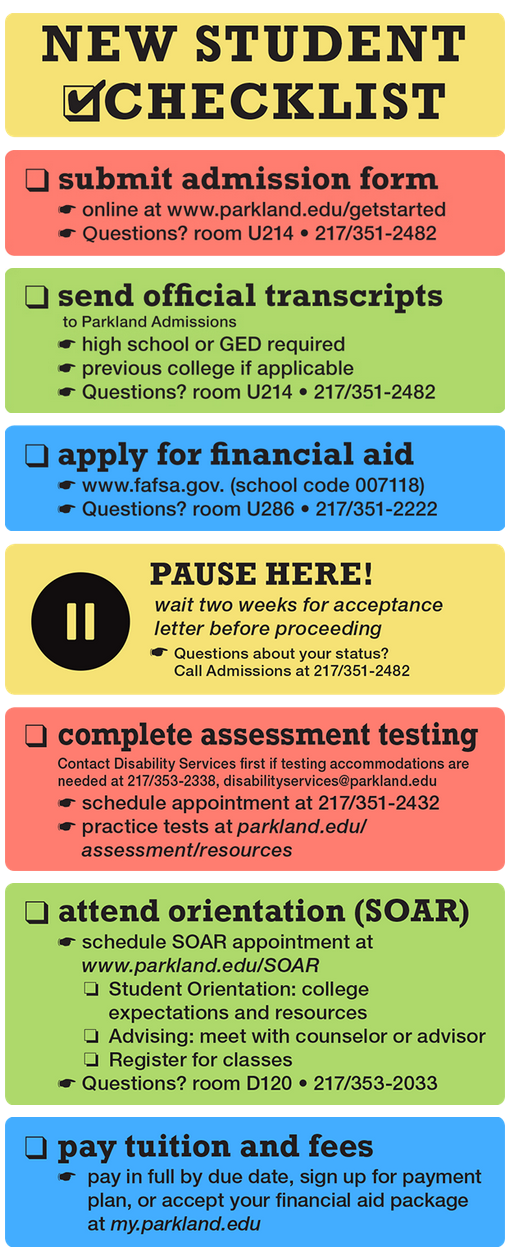 NEW STUDENT
CHECKLIST
submit admission form
online at www.parkland.edu/getstarted
Questions? room U214 • 217/351-2482
send official transcripts
to Parkland Admissions
high school or GED required
previous college if applicable
Questions? room U214 • 217/351-2482
apply for financial aid
www.fafsa.gov. (school code 007118)
Questions? room U286 • 217/351-2222
PAUSE HERE!
wait two weeks for acceptance
letter before proceeding
Questions about your status?
Call Admissions at 217/351-2482
complete assessment testing
Contact Disability Services first if testing accommodations are
needed at 217/353-2338, disabilityservices@parkland.edu
schedule appointment at 217/351-2432
practice tests at parkland.edu/
assessment/resources
attend orientation (SOAR)
schedule SOAR appointment at
www.parkland.edu/SOAR
Student Orientation: college
expectations and resources
Advising: meet with counselor or advisor
Register for classes
Questions? room D120 • 217/353-2033
pay tuition and fees
pay in full by due date, sign up for payment
plan, or accept your financial aid package
at my.parkland.edu